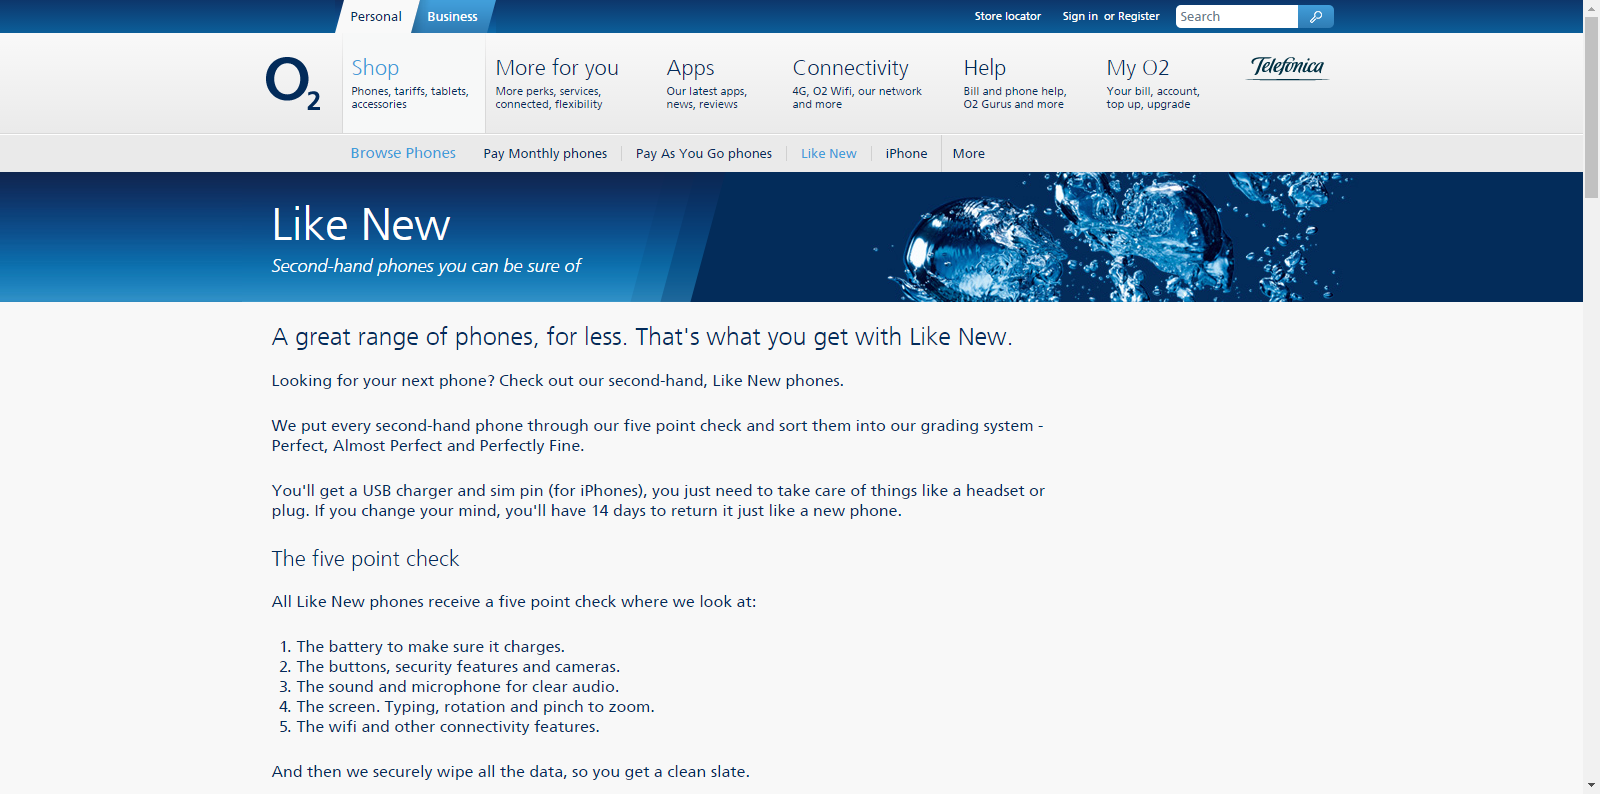 Personal
Business
Store locator
Sign in or Register
Search
O2
Shop
Phones, tariffs, tablets,
accessories
More for you
More perks, services,
connected, flexibility
Apps
Our latest apps,
news, reviews
Connectivity
4G, O2 Wifi, our network
and more
Help
Bill and phone help,
O2 Gurus and more
My O2
Your bill, account,
top up, upgrade
Telefónica
Browse Phones
Pay Monthly phones
Pay As You Go phones
Like New
iPhone
More
Like New
Second-hand phones you can be sure of
A great range of phones, for less. That's what you get with Like New.
Looking for your next phone? Check out our second-hand, Like New phones.
We put every second-hand phone through our five point check and sort them into our grading system -
Perfect, Almost Perfect and Perfectly Fine.
You'll get a USB charger and sim pin (for iPhones), you just need to take care of things like a headset or
plug. If you change your mind, you'll have 14 days to return it just like a new phone.
The five point check
All Like New phones receive a five point check where we look at:
1. The battery to make sure it charges.
2. The buttons, security features and cameras.
3. The sound and microphone for clear audio.
4. The screen. Typing, rotation and pinch to zoom.
5. The wifi and other connectivity features.
And then we securely wipe all the data, so you get a clean slate.